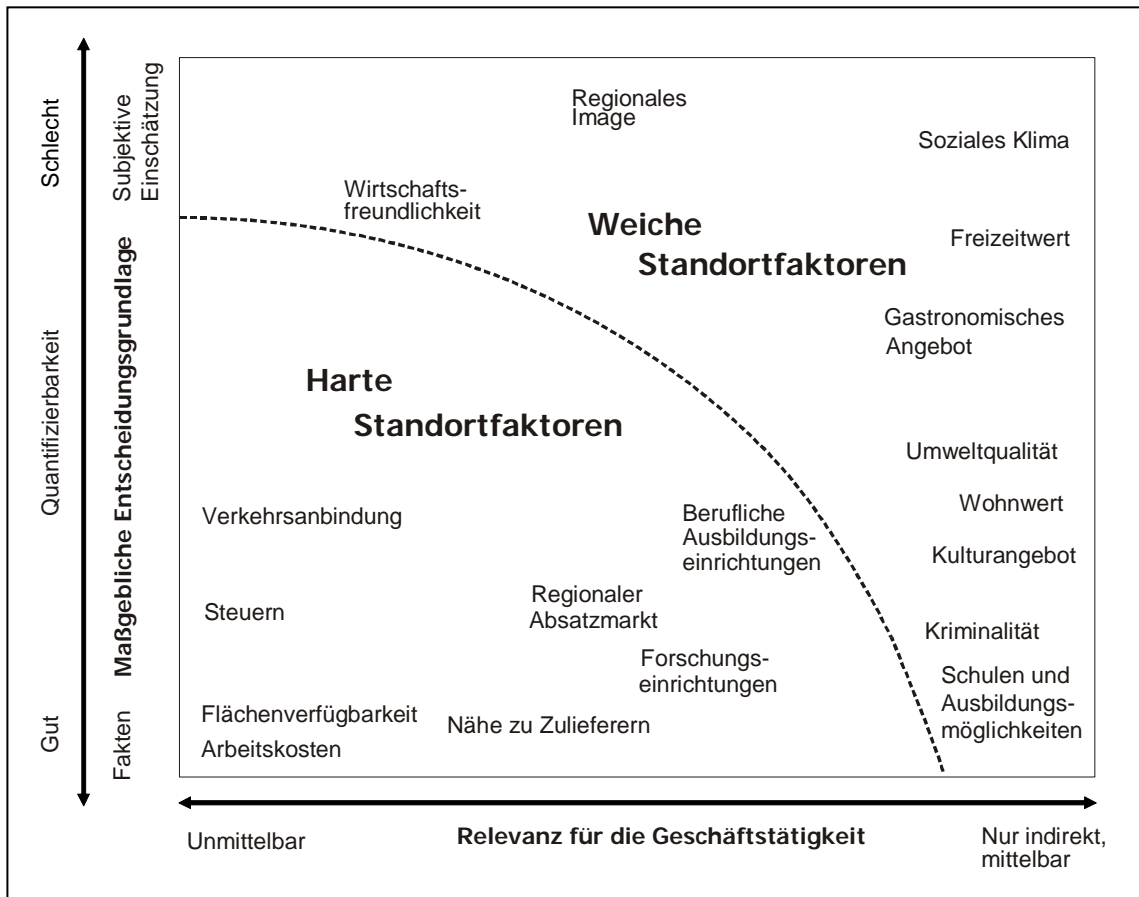 Schlecht
Quantifizierbarkeit
Gut
Subjektive
Einschätzung
Maßgebliche Entscheidungsgrundlage
Fakten
Regionales
Image
Soziales Klima
Wirtschafts-
freundlichkeit
Weiche
Standortfaktoren
Freizeitwert
Gastronomisches
Angebot
Harte
Standortfaktoren
Umweltqualität
Wohnwert
Verkehrsanbindung
Berufliche
Ausbildungs-
einrichtungen
Kulturangebot
Steuern
Regionaler
Absatzmarkt
Kriminalität
Forschungs-
einrichtungen
Schulen und
Ausbildungs-
möglichkeiten
Flächenverfügbarkeit
Nähe zu Zulieferern
Arbeitskosten
Unmittelbar
Relevanz für die Geschäftstätigkeit
Nur indirekt,
mittelbar